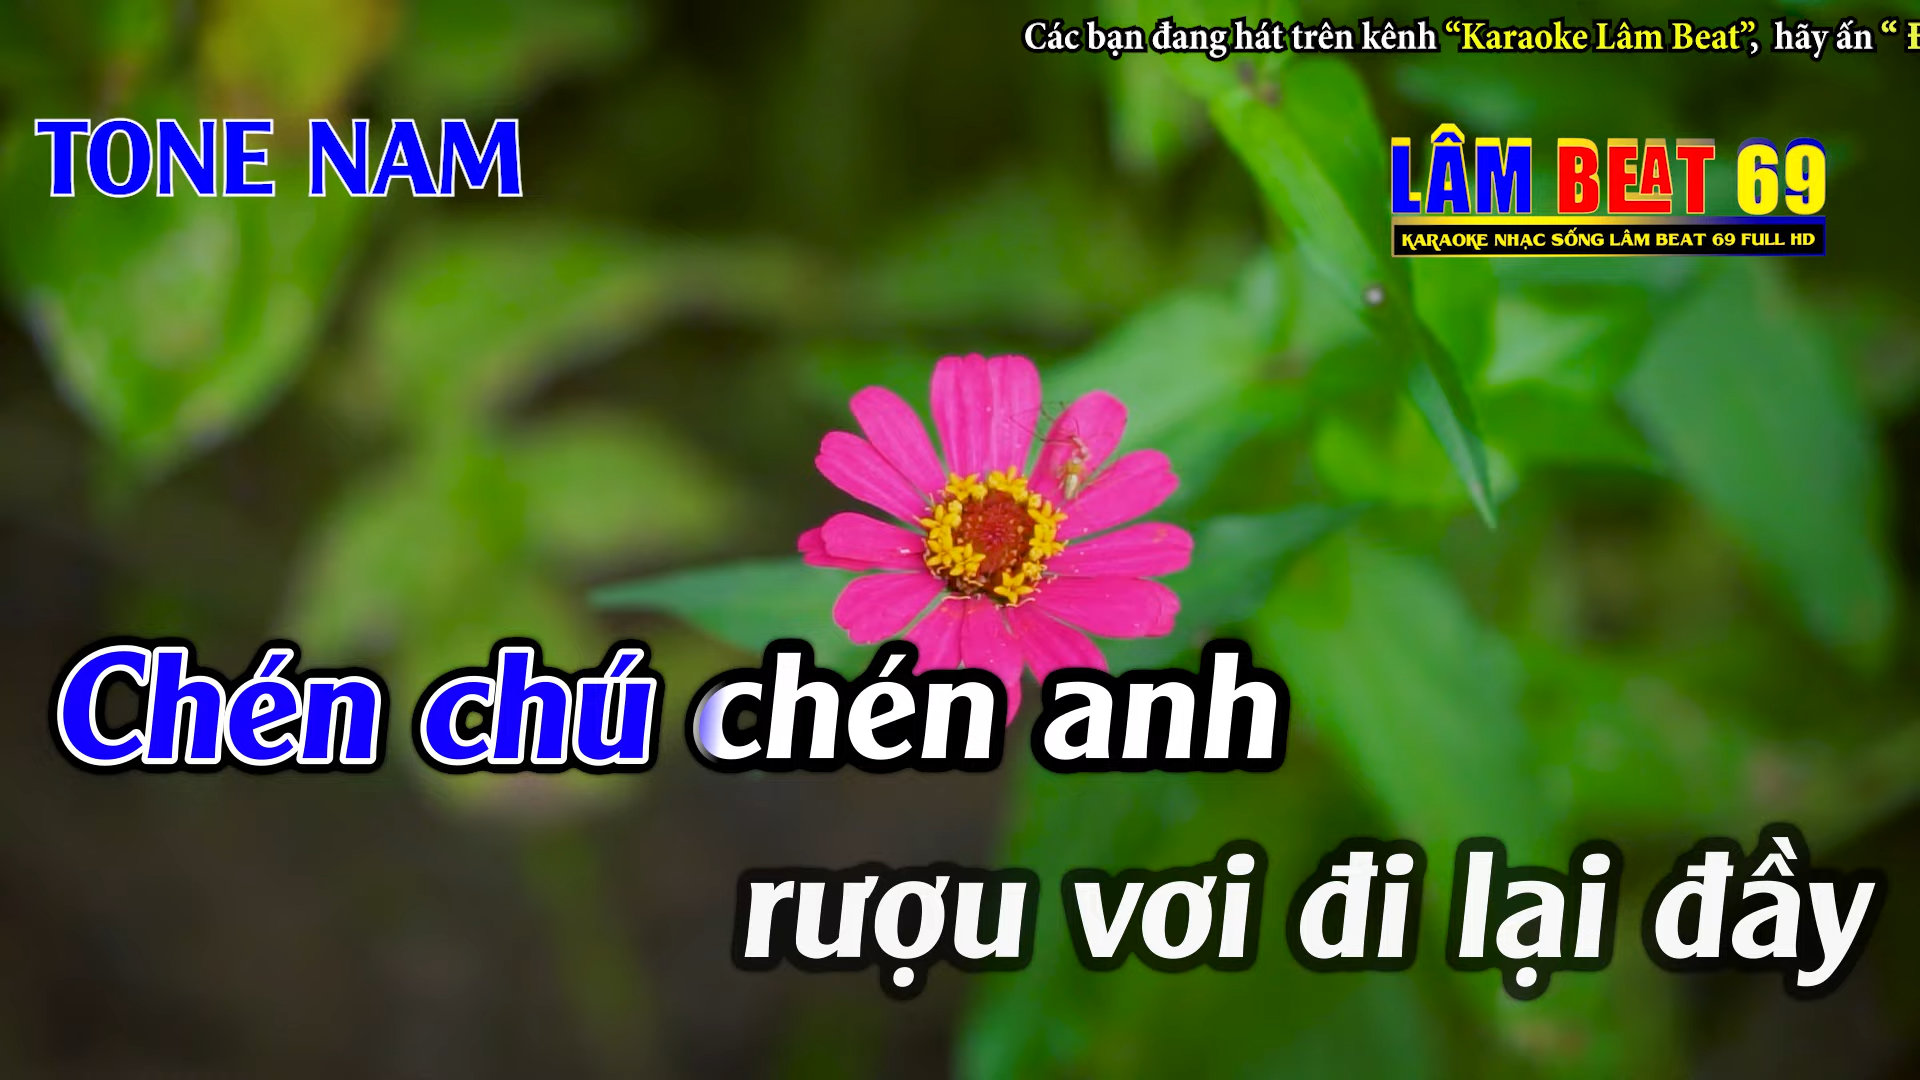 Các bạn đang hát trên kênh “Karaoke Lâm Beat”, hãy ấn “
TONE NAM
LÂM BEAT 69
KARAOKE NHẠC SỐNG LÂM BEAT 69 FULL HD
Chén chú chén anh
rượu vơi đi lại đầy